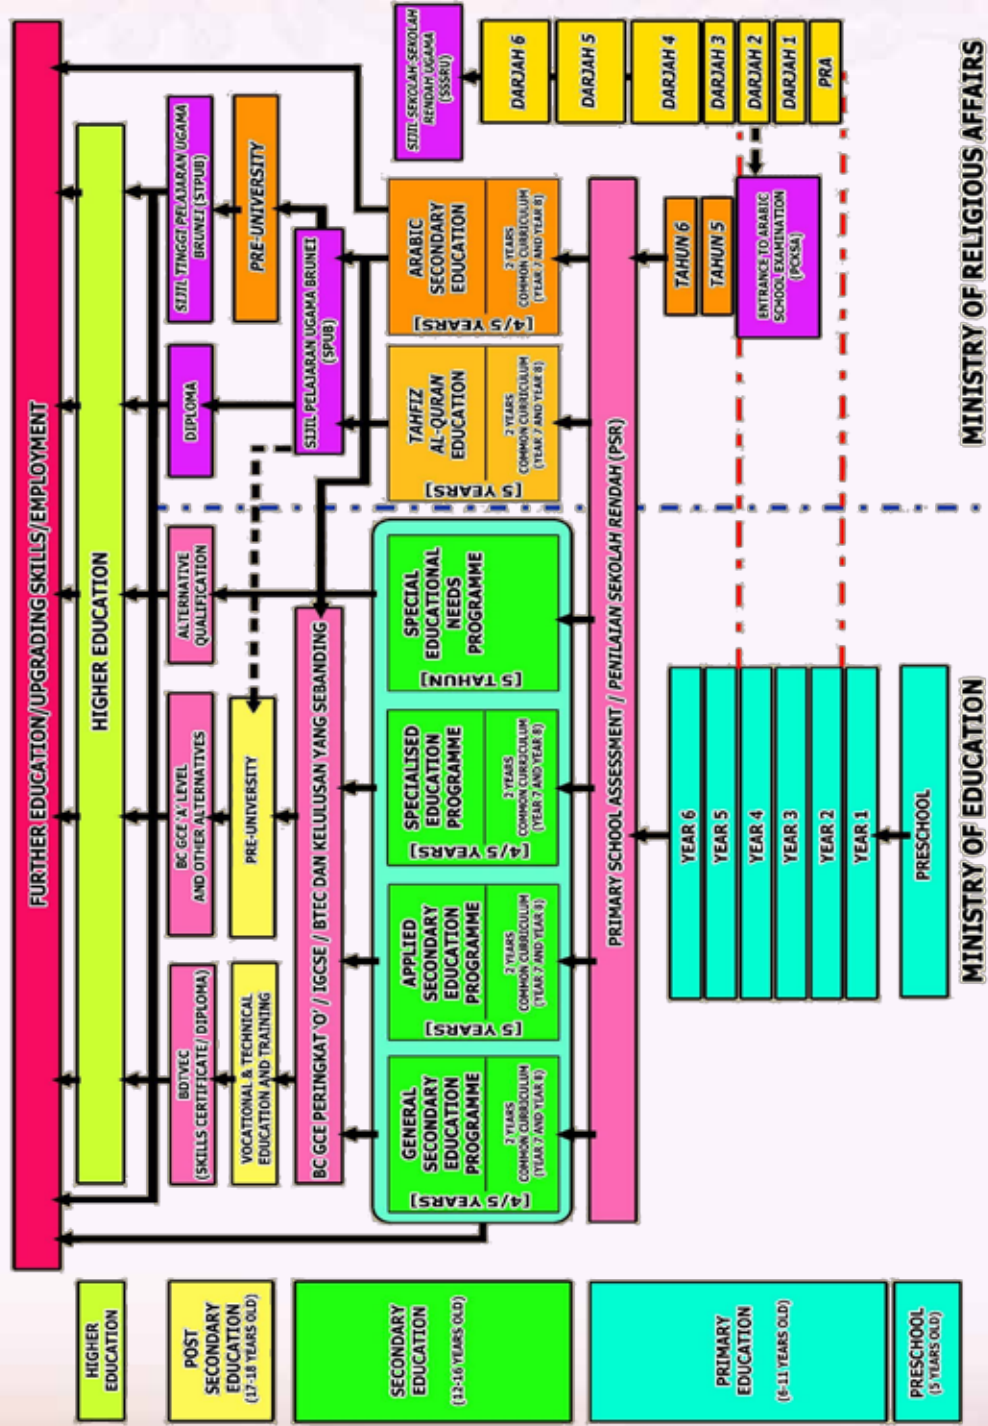 FURTHER EDUCATION/UPGRADING SKILLS/EMPLOYMENT
HIGHER
EDUCATION
HIGHER EDUCATION
POST
SECONDARY
EDUCATION
(17-18 YEARS OLD)
BDTVEC
(SKILLS CERTIFICATE/ DIPLOMA)
BC GCE 'A' LEVEL
AND OTHER ALTERNATIVES
ALTERNATIVE
QUALIFICATION
DIPLOMA
SIJIL TINGGI PELAJARAN UGAMA
BRUNEI (STPUB)
VOCATIONAL & TECHNICAL
EDUCATION AND TRAINING
PRE-UNIVERSITY
PRE-UNIVERSITY
SECONDARY
EDUCATION
(12-16 YEARS OLD)
BC GCE PERINGKAT 'O' / IGCSE / BTEC DAN KELULUSAN YANG SEBANDING
SIJIL PELAJARAN UGAMA BRUNEI
(SPUB)
[4/5 YEARS]
GENERAL
SECONDARY
EDUCATION
PROGRAMME
2 YEARS
COMMON CURRICULUM
(YEAR 7 AND YEAR 8)
[5 YEARS]
APPLIED
SECONDARY
EDUCATION
PROGRAMME
2 YEARS
COMMON CURRICULUM
(YEAR 7 AND YEAR 8)
[4/5 YEARS]
SPECIALISED
EDUCATION
PROGRAMME
2 YEARS
COMMON CURRICULUM
(YEAR 7 AND YEAR 8)
[5 TAHUN]
SPECIAL
EDUCATIONAL
NEEDS
PROGRAMME
[5 YEARS]
TAHFIZ
AL-QURAN
EDUCATION
2 YEARS
COMMON CURRICULUM
(YEAR 7 AND YEAR 8)
[4/5 YEARS]
ARABIC
SECONDARY
EDUCATION
2 YEARS
COMMON CURRICULUM
(YEAR 7 AND YEAR 8)
SIJIL SEKOLAH-SEKOLAH
RENDAH UGAMA
(SSSRU)
PRIMARY
EDUCATION
(6-11 YEARS OLD)
PRIMARY SCHOOL ASSESSMENT / PENILAIAN SEKOLAH RENDAH (PSR)
YEAR 6
YEAR 5
YEAR 4
YEAR 3
YEAR 2
YEAR 1
TAHUN 6
TAHUN 5
ENTRANCE TO ARABIC
SCHOOL EXAMINATION
(PCKSA)
DARJAH 6
DARJAH 5
DARJAH 4
DARJAH 3
DARJAH 2
DARJAH 1
PRA
PRESCHOOL
(5 YEARS OLD)
PRESCHOOL
MINISTRY OF EDUCATION
MINISTRY OF RELIGIOUS AFFAIRS